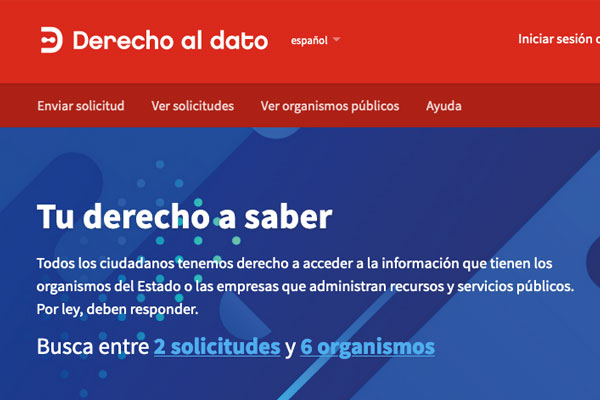 Derecho al dato
español
Iniciar sesión
Enviar solicitud Ver solicitudes Ver organismos públicos Ayuda
Tu derecho a saber
Todos los ciudadanos tenemos derecho a acceder a la información que tienen los
organismos del Estado o las empresas que administran recursos y servicios públicos.
Por ley, deben responder.
Busca entre 2 solicitudes y 6 organismos